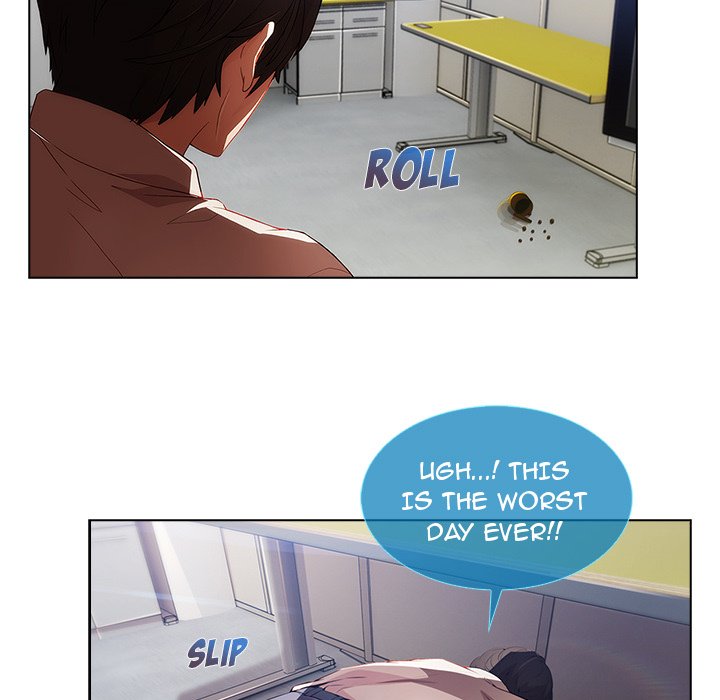 ROLL
UGH...! THIS
IS THE WORST
DAY EVER!!
SLIP